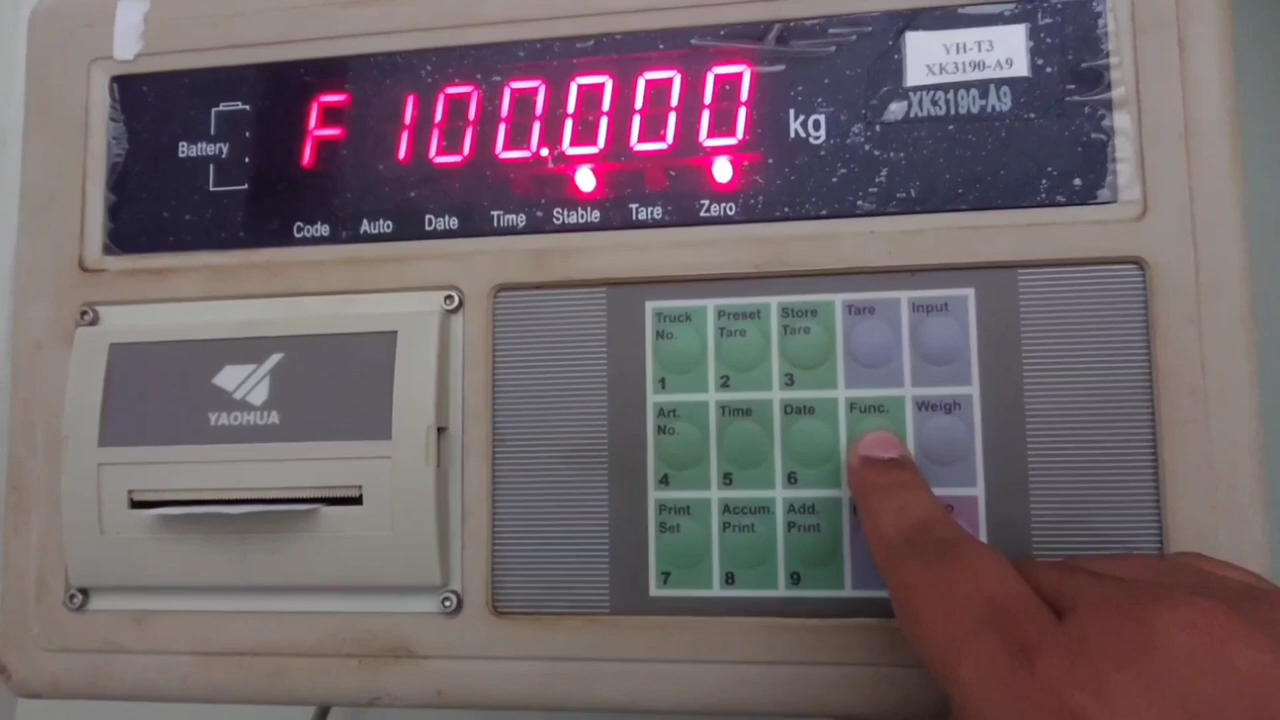 YH-T3
XK3190-A9
XK3190-A9
Battery
F 100.000 kg
Code Auto Date Time Stable Tare Zero
YAOHUA
Truck No. 1
Preset Tare 2
Store Tare 3
Tare
Input
Art. No. 4
Time 5
Date 6
Func.
Weigh
Print Set 7
Accum. Print 8
Add. Print 9